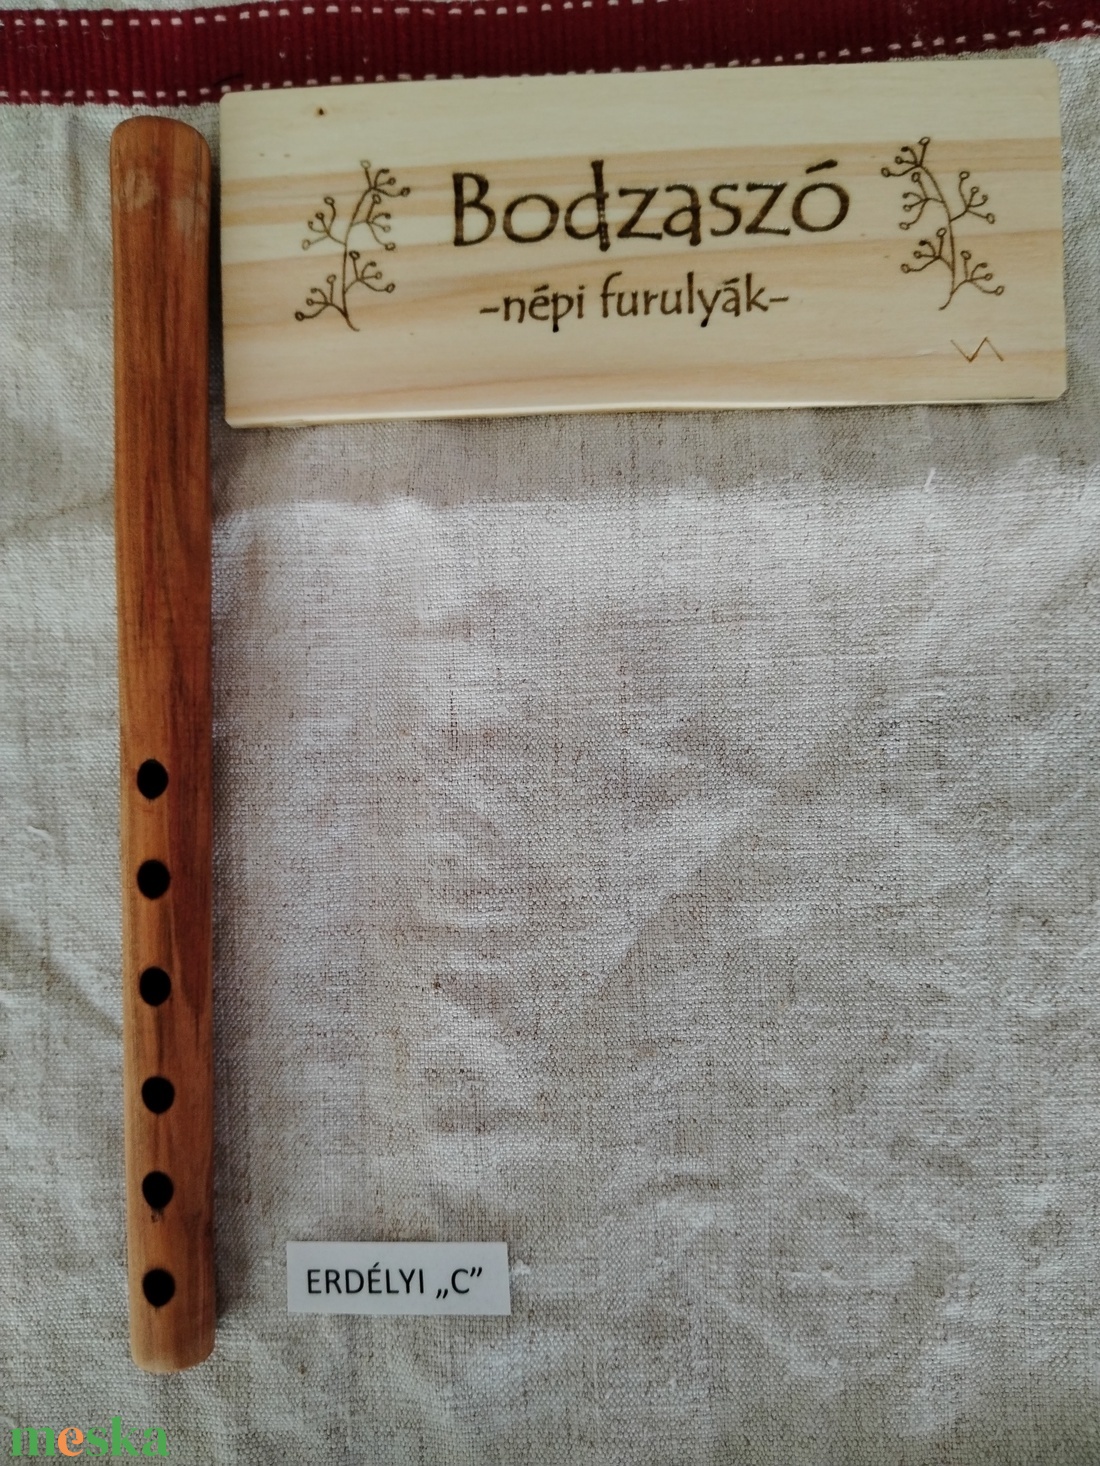 Bodzaszó
-népi furulyák-
ERDÉLYI „C”
meska